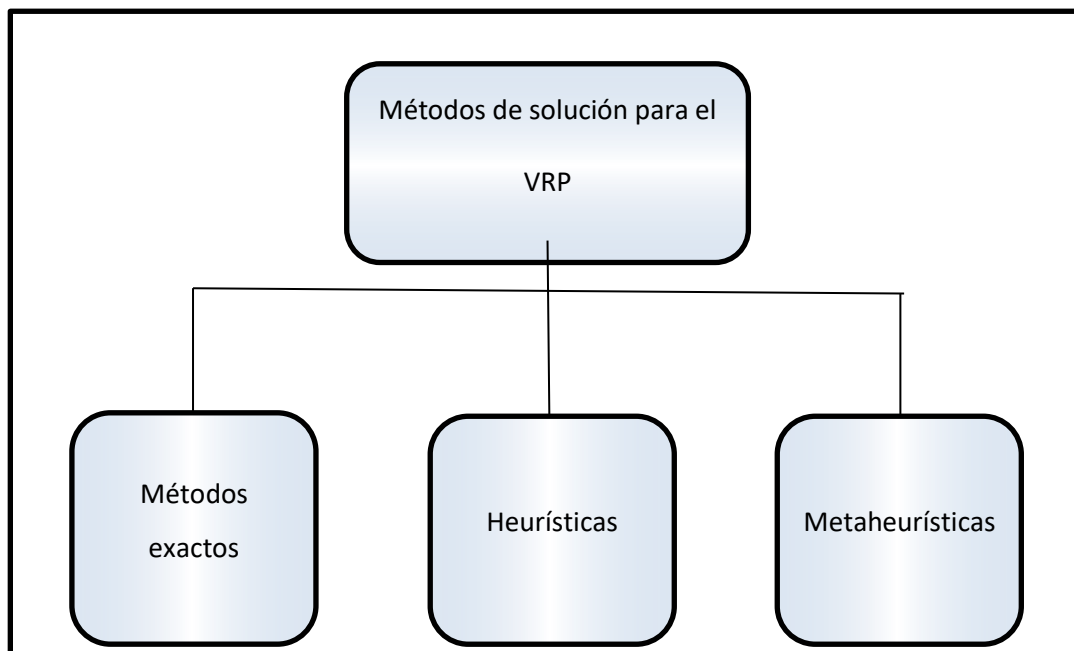 Métodos de solución para el
VRP
Métodos
exactos
Heurísticas
Metaheurísticas